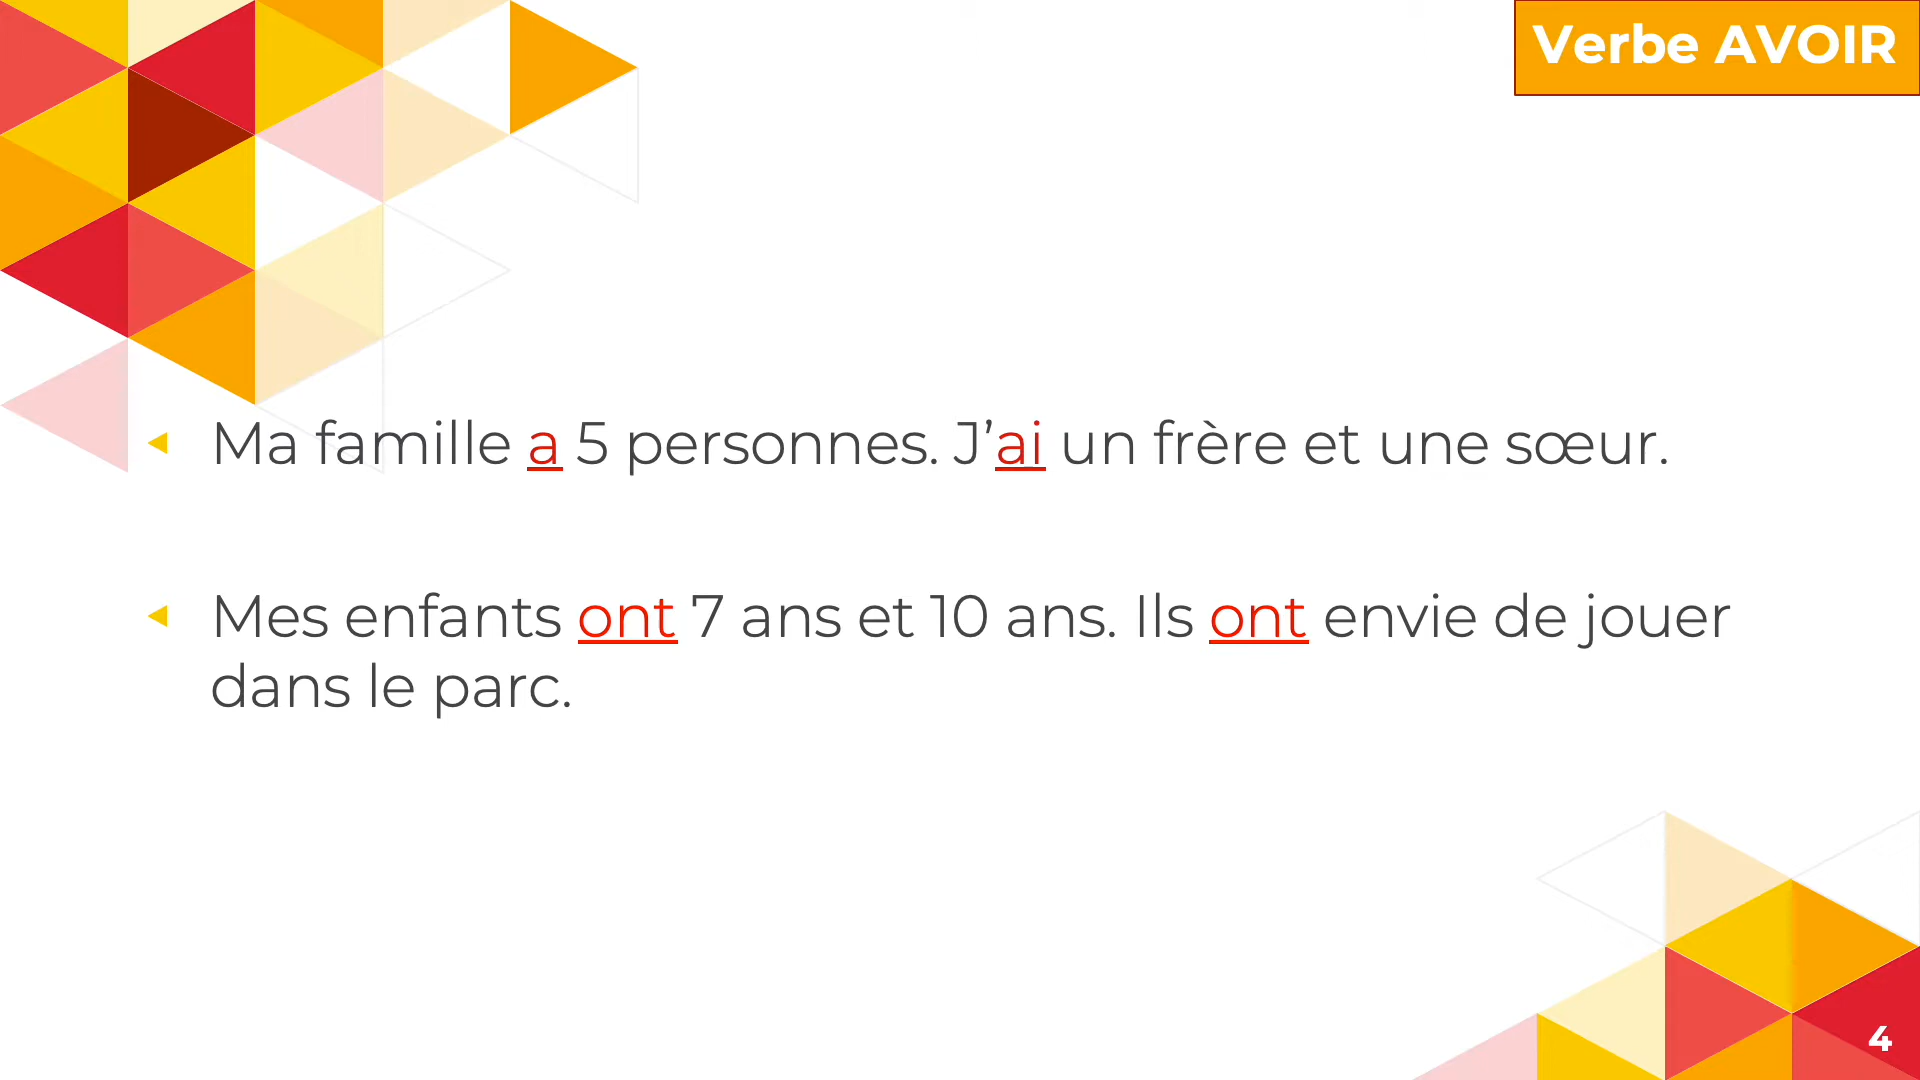 Verbe AVOIR
Ma famille a 5 personnes. J’ai un frère et une sœur.
Mes enfants ont 7 ans et 10 ans. Ils ont envie de jouer
dans le parc.
4